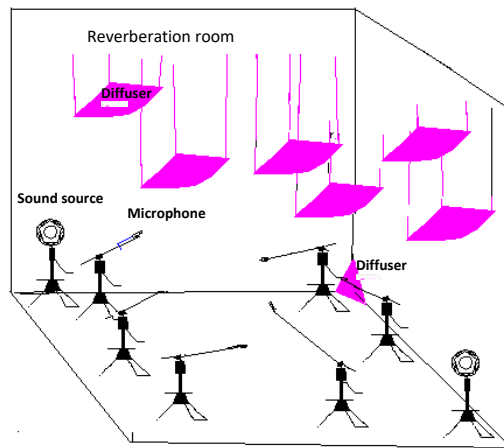 Reverberation room
Diffuser
Sound source
Microphone
Diffuser